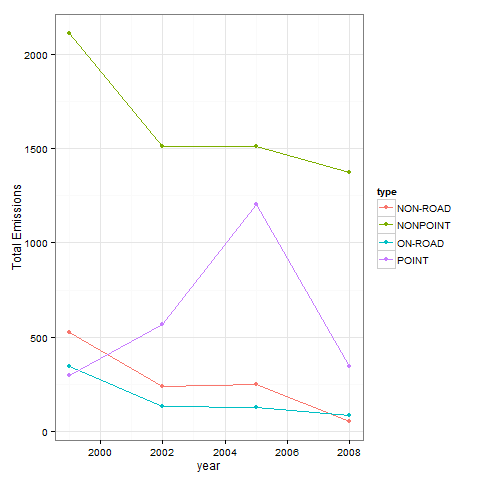 2000
1500
1000
500
0
Total Emissions
2000
2002
2004
2006
2008
year
type
NON-ROAD
NONPOINT
ON-ROAD
POINT